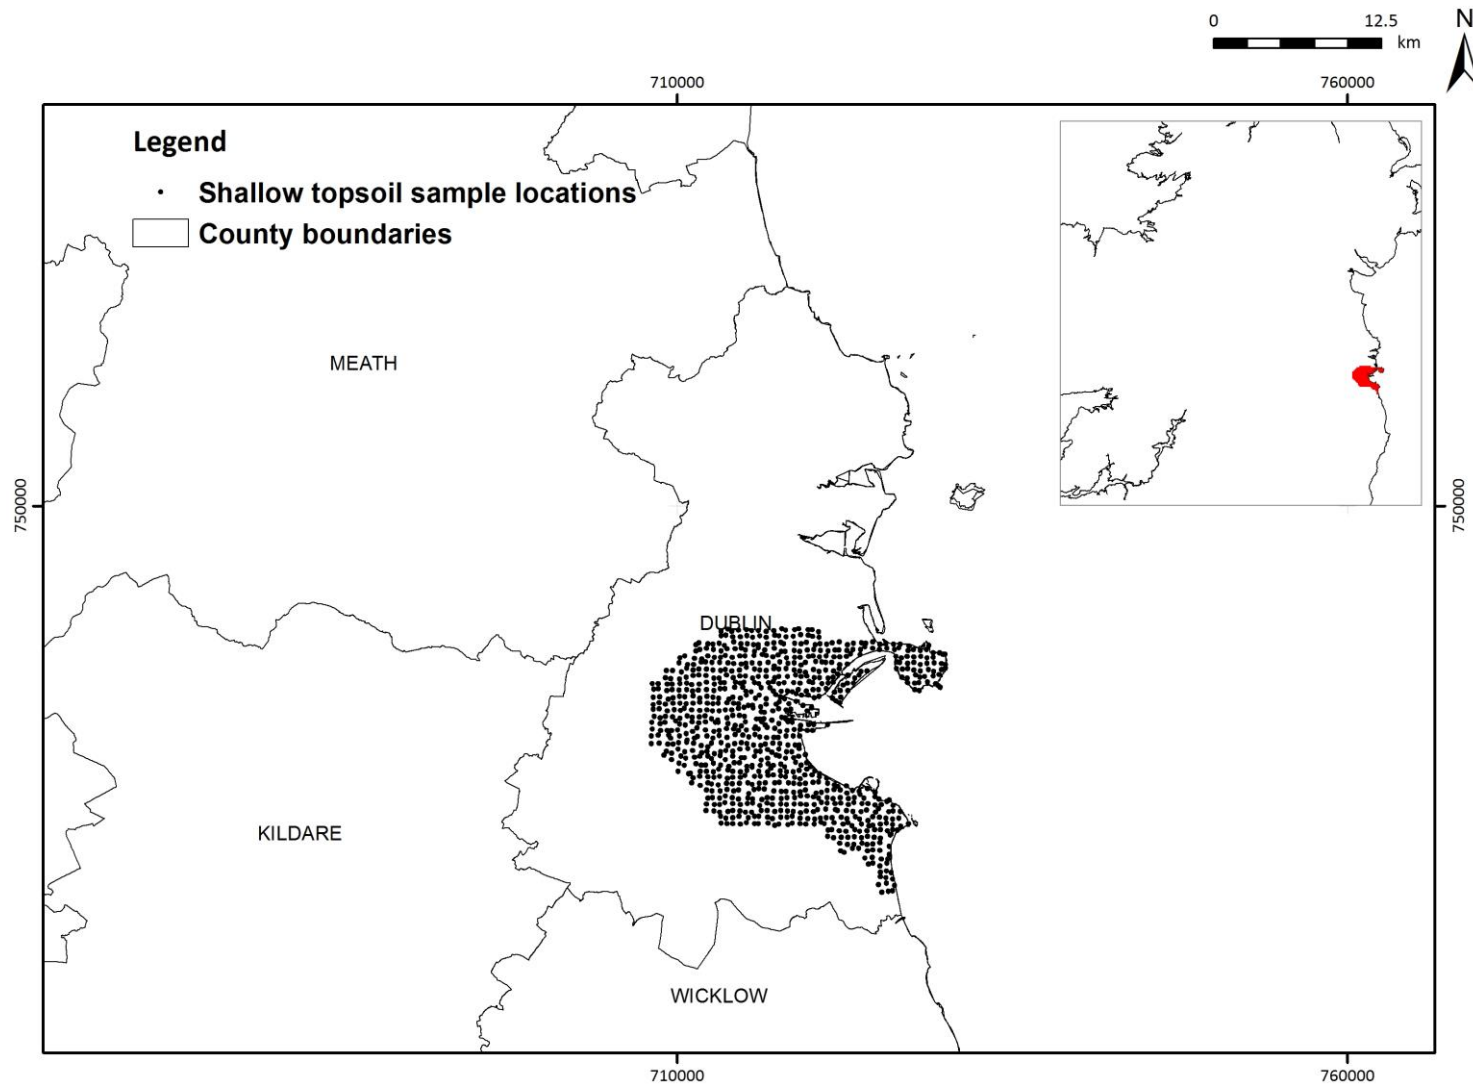 0 12.5
km
N
710000 760000
Legend
Shallow topsoil sample locations
County boundaries
MEATH
750000 750000
DUBLIN
KILDARE
WICKLOW
710000 760000